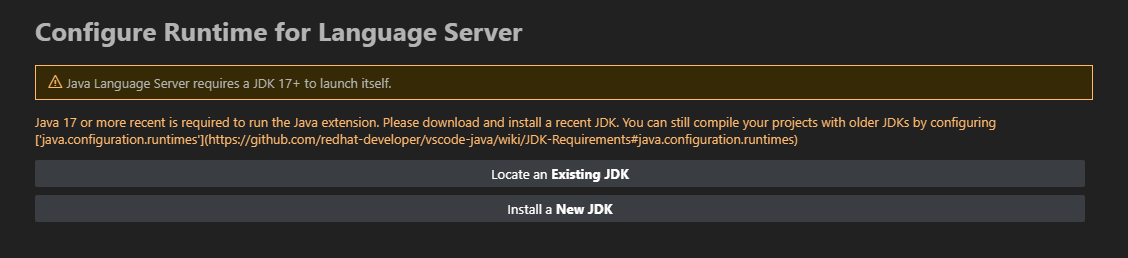 Configure Runtime for Language Server
Java Language Server requires a JDK 17+ to launch itself.
Java 17 or more recent is required to run the Java extension. Please download and install a recent JDK. You can still compile your projects with older JDKs by configuring
['java.configuration.runtimes'](https://github.com/redhat-developer/vscode-java/wiki/JDK-Requirements#java.configuration.runtimes)
Locate an Existing JDK
Install a New JDK